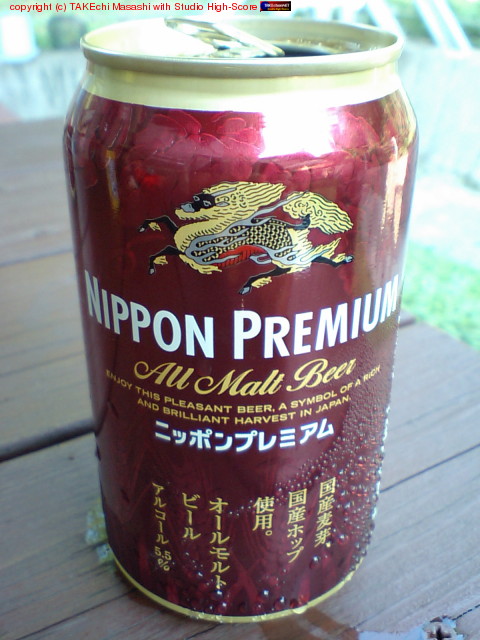 copyright (c) TAKEchi Masashi with Studio High-Score
NIPPON PREMIUM
All Malt Beer
ENJOY THIS PLEASANT BEER, A SYMBOL OF A RICH
AND BRILLIANT HARVEST IN JAPAN.
ニッポンプレミアム
国産麦芽、
国産ホップ
使用。
オールモルト
ビール
アルコール5.5%